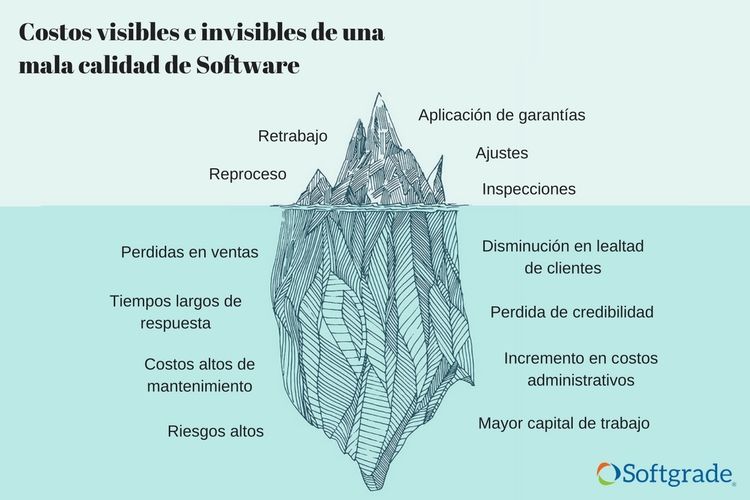 Costos visibles e invisibles de una
mala calidad de Software
Aplicación de garantías
Retrabajo
Ajustes
Reproceso
Inspecciones
Perdidas en ventas
Disminución en lealtad
de clientes
Tiempos largos de
respuesta
Perdida de credibilidad
Costos altos de
mantenimiento
Incremento en costos
administrativos
Riesgos altos
Mayor capital de trabajo
Softgrade®